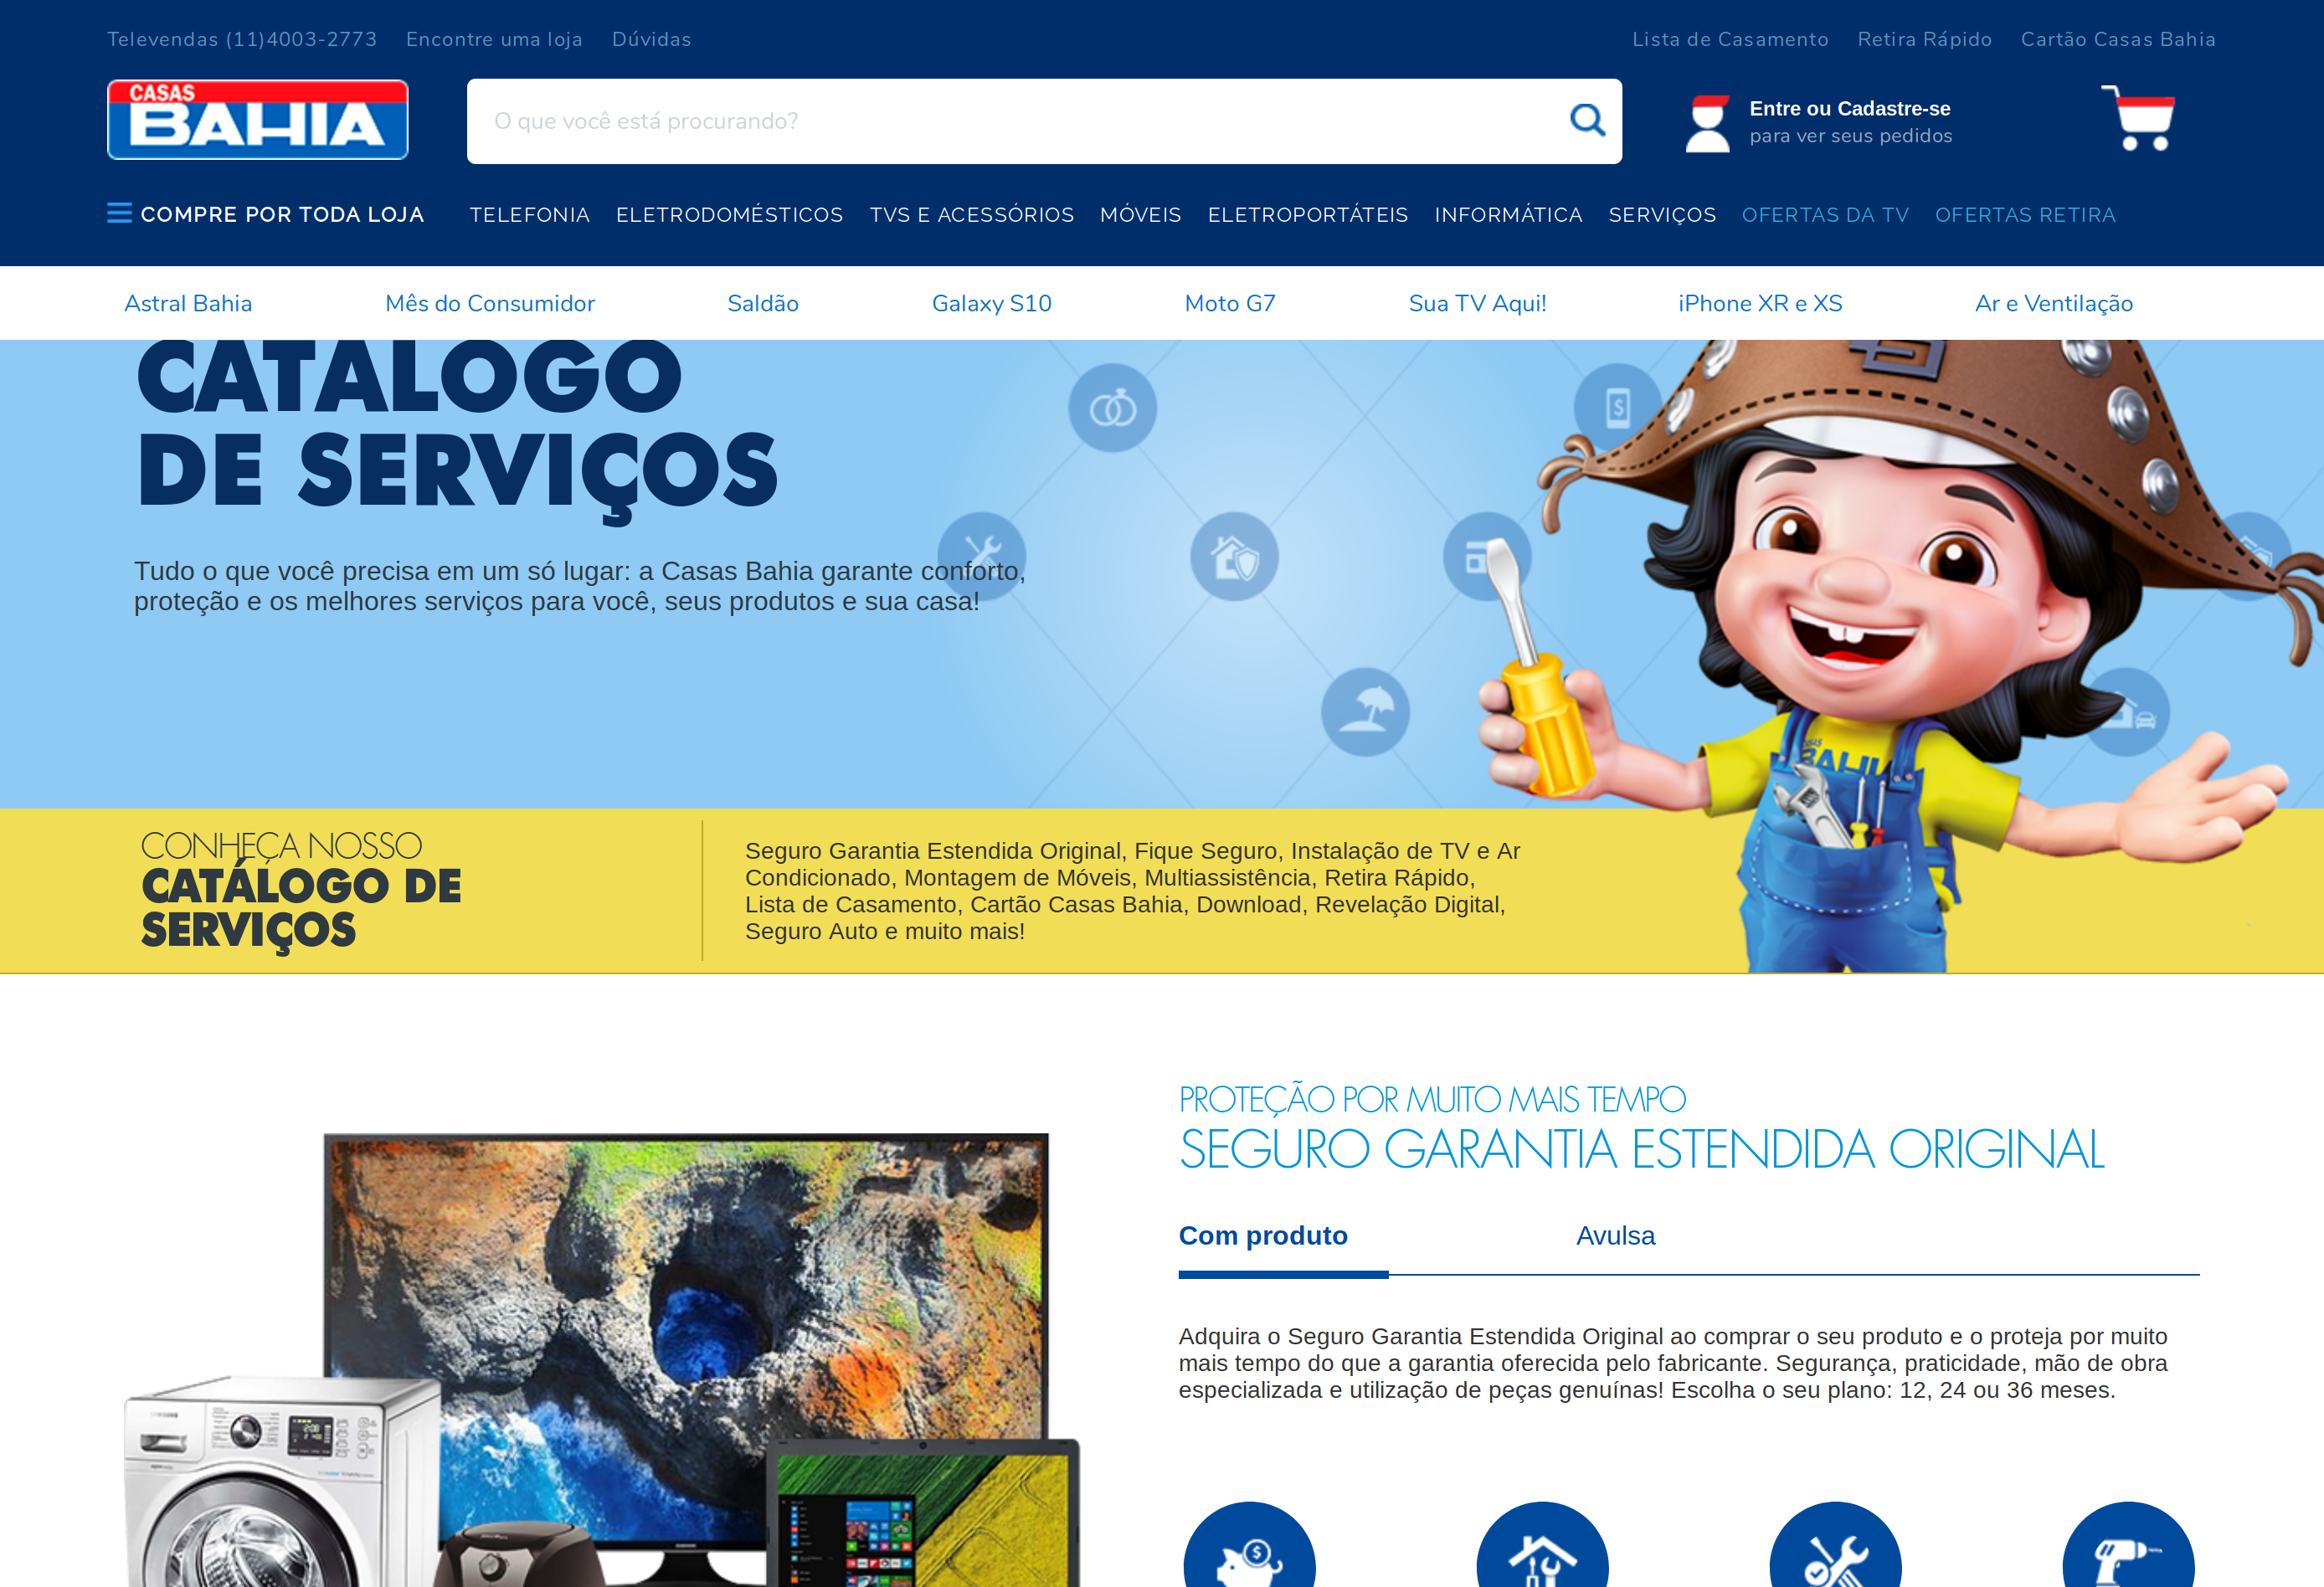 Televendas (11)4003-2773 Encontre uma loja Dúvidas Lista de Casamento Retira Rápido Cartão Casas Bahia
CASAS
BAHIA
O que você está procurando?
Entre ou Cadastre-se
para ver seus pedidos
COMPRE POR TODA LOJA TELEFONIA ELETRODOMÉSTICOS TVS E ACESSÓRIOS MÓVEIS ELETROPORTÁTEIS INFORMÁTICA SERVIÇOS OFERTAS DA TV OFERTAS RETIRA
Astral Bahia Mês do Consumidor Saldão Galaxy S10 Moto G7 Sua TV Aqui! iPhone XR e XS Ar e Ventilação
CATALOGO
DE SERVIÇOS
Tudo o que você precisa em um só lugar: a Casas Bahia garante conforto,
proteção e os melhores serviços para você, seus produtos e sua casa!
CASAS
BAHIA
CONHEÇA NOSSO
CATÁLOGO DE
SERVIÇOS
Seguro Garantia Estendida Original, Fique Seguro, Instalação de TV e Ar
Condicionado, Montagem de Móveis, Multiassistência, Retira Rápido,
Lista de Casamento, Cartão Casas Bahia, Download, Revelação Digital,
Seguro Auto e muito mais!
PROTEÇÃO POR MUITO MAIS TEMPO
SEGURO GARANTIA ESTENDIDA ORIGINAL
Com produto Avulsa
Adquira o Seguro Garantia Estendida Original ao comprar o seu produto e o proteja por muito
mais tempo do que a garantia oferecida pelo fabricante. Segurança, praticidade, mão de obra
especializada e utilização de peças genuínas! Escolha o seu plano: 12, 24 ou 36 meses.